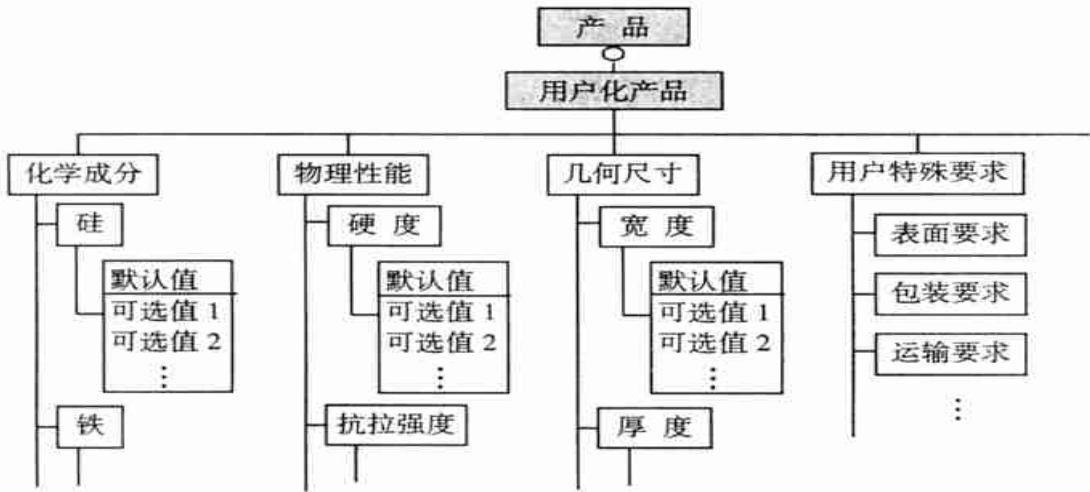 产 品
用户化产品
化学成分
物理性能
几何尺寸
用户特殊要求
硅
默认值
可选值 1
可选值 2
⋮
铁
硬 度
默认值
可选值 1
可选值 2
⋮
抗拉强度
宽 度
默认值
可选值 1
可选值 2
⋮
厚 度
表面要求
包装要求
运输要求
⋮